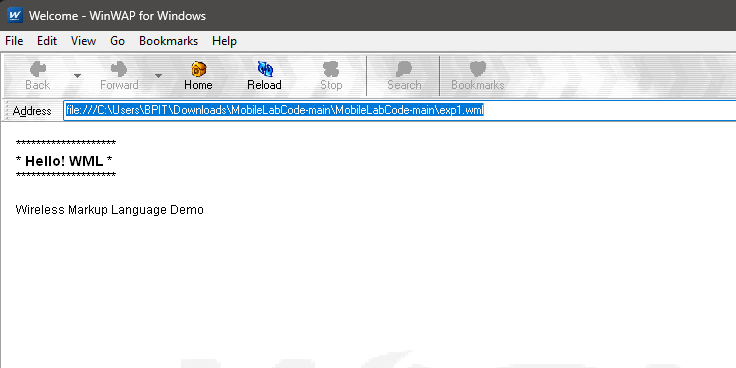 Welcome - WinWAP for Windows
File Edit View Go Bookmarks Help
Back Forward Home Reload Stop Search Bookmarks
Address file:///C:\Users\BPIT\Downloads\MobileLabCode-main\MobileLabCode-main\exp1.wml
********************
* Hello! WML *
********************
Wireless Markup Language Demo